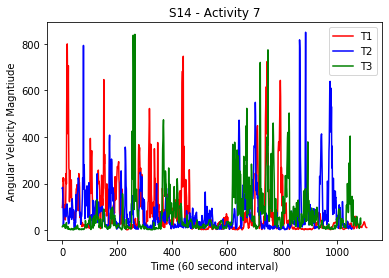 S14 - Activity 7
T1
T2
T3
Angular Velocity Magntiude
800
600
400
200
0
0 200 400 600 800 1000
Time (60 second interval)